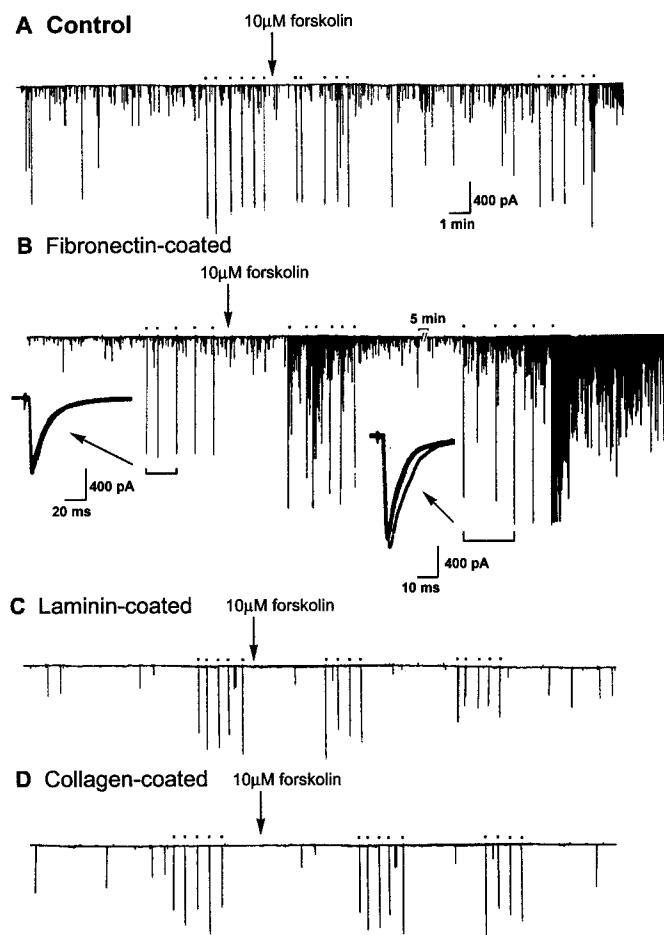 A Control
10µM forskolin
400 pA
1 min
B Fibronectin-coated
10µM forskolin
5 min
400 pA
20 ms
400 pA
10 ms
C Laminin-coated
10µM forskolin
D Collagen-coated
10µM forskolin